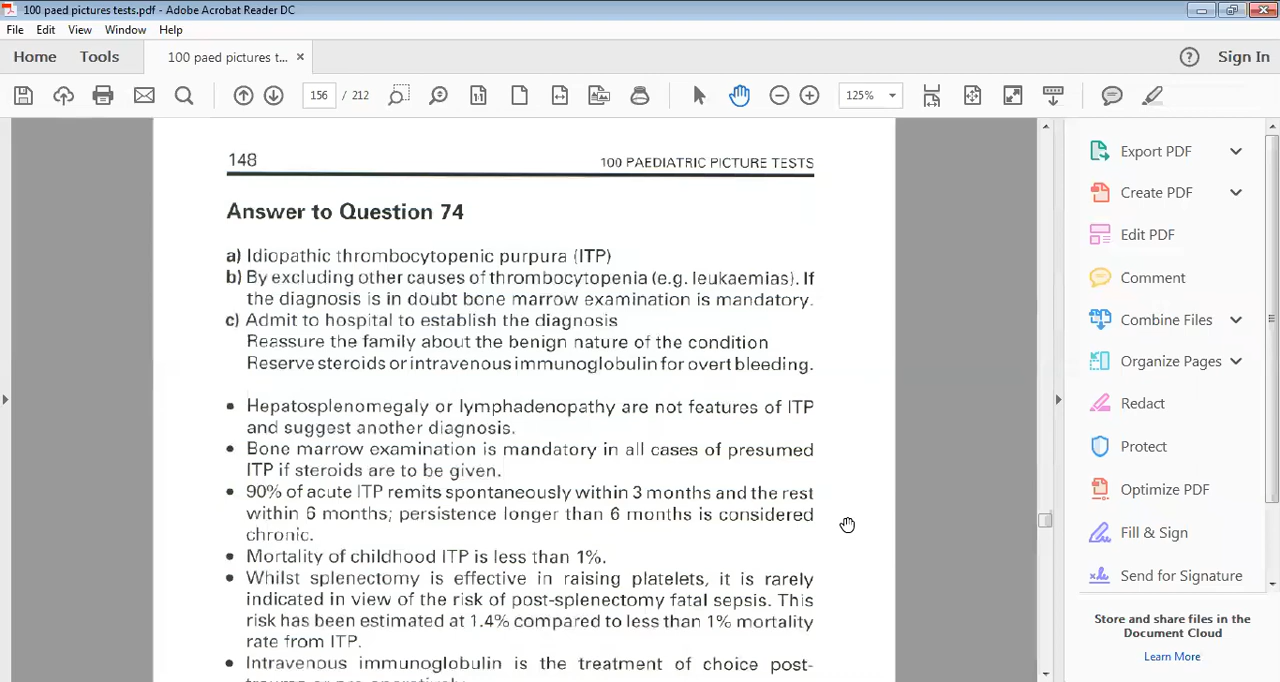 100 paed pictures tests.pdf - Adobe Acrobat Reader DC
File Edit View Window Help
Home Tools 100 paed pictures t... × ? Sign In
156 / 212 125%
148 100 PAEDIATRIC PICTURE TESTS
Answer to Question 74
a) Idiopathic thrombocytopenic purpura (ITP)
b) By excluding other causes of thrombocytopenia (e.g. leukaemias). If
the diagnosis is in doubt bone marrow examination is mandatory.
c) Admit to hospital to establish the diagnosis
Reassure the family about the benign nature of the condition
Reserve steroids or intravenous immunoglobulin for overt bleeding.
• Hepatosplenomegaly or lymphadenopathy are not features of ITP
and suggest another diagnosis.
• Bone marrow examination is mandatory in all cases of presumed
ITP if steroids are to be given.
• 90% of acute ITP remits spontaneously within 3 months and the rest
within 6 months; persistence longer than 6 months is considered
chronic.
• Mortality of childhood ITP is less than 1%.
• Whilst splenectomy is effective in raising platelets, it is rarely
indicated in view of the risk of post-splenectomy fatal sepsis. This
risk has been estimated at 1.4% compared to less than 1% mortality
rate from ITP.
• Intravenous immunoglobulin is the treatment of choice post-
Export PDF
Create PDF
Edit PDF
Comment
Combine Files
Organize Pages
Redact
Protect
Optimize PDF
Fill & Sign
Send for Signature
Store and share files in the
Document Cloud
Learn More